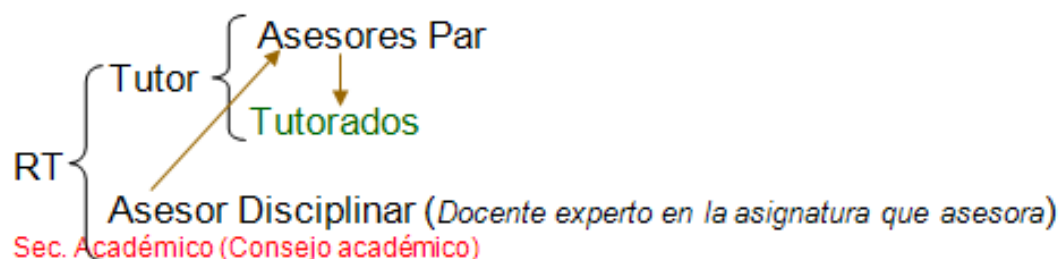 Asesores Par
Tutor
Tutorados
RT
Asesor Disciplinar (Docente experto en la asignatura que asesora)
Sec. Académico (Consejo académico)